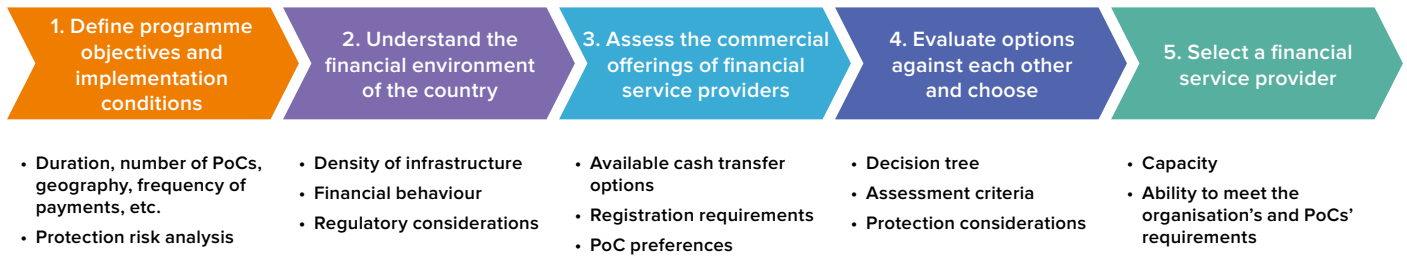 1. Define programme
objectives and
implementation
conditions
2. Understand the
financial environment
of the country
3. Assess the commercial
offerings of financial
service providers
4. Evaluate options
against each other
and choose
5. Select a financial
service provider
• Duration, number of PoCs,
geography, frequency of
payments, etc.
• Protection risk analysis
• Density of infrastructure
• Financial behaviour
• Regulatory considerations
• Available cash transfer
options
• Registration requirements
• PoC preferences
• Decision tree
• Assessment criteria
• Protection considerations
• Capacity
• Ability to meet the
organisation’s and PoCs’
requirements